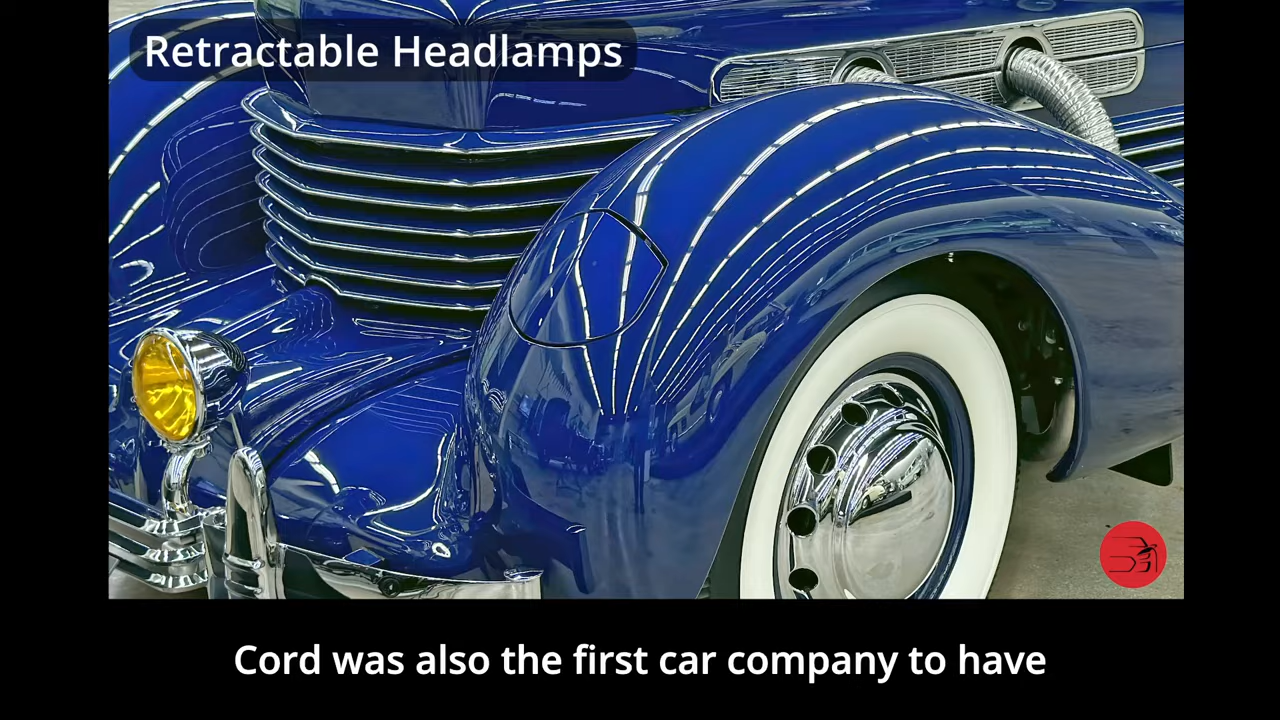 Retractable Headlamps
Cord was also the first car company to have